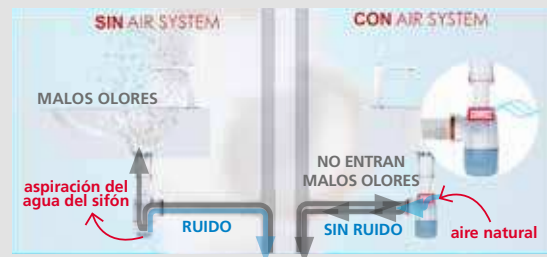 SIN AIR SYSTEM
MALOS OLORES
aspiración del
agua del sifón
RUIDO
CON AIR SYSTEM
NO ENTRAN
MALOS OLORES
SIN RUIDO
aire natural